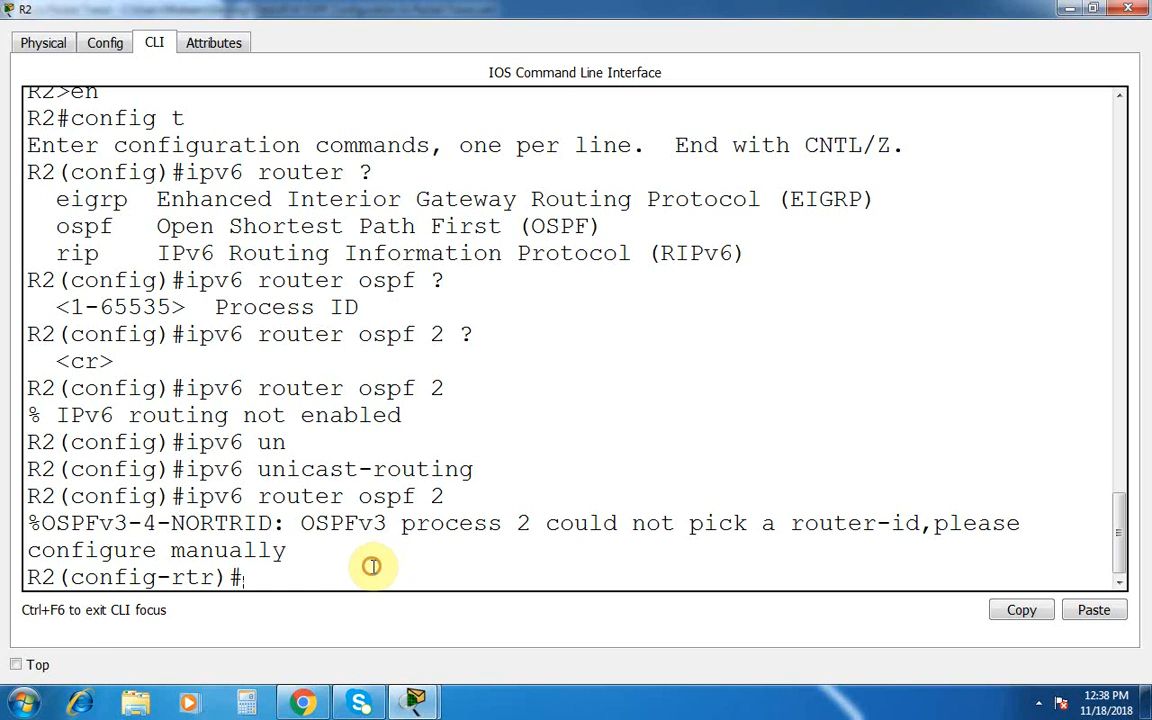 R2
Physical
Config
CLI
Attributes
IOS Command Line Interface
R2>en
R2#config t
Enter configuration commands, one per line.  End with CNTL/Z.
R2(config)#ipv6 router ?
  eigrp  Enhanced Interior Gateway Routing Protocol (EIGRP)
  ospf   Open Shortest Path First (OSPF)
  rip    IPv6 Routing Information Protocol (RIPv6)
R2(config)#ipv6 router ospf ?
  <1-65535>  Process ID
R2(config)#ipv6 router ospf 2 ?
  <cr>
R2(config)#ipv6 router ospf 2
% IPv6 routing not enabled
R2(config)#ipv6 un
R2(config)#ipv6 unicast-routing
R2(config)#ipv6 router ospf 2
%OSPFv3-4-NORTRID: OSPFv3 process 2 could not pick a router-id,please
configure manually
R2(config-rtr)#
Ctrl+F6 to exit CLI focus
Copy
Paste
Top
12:38 PM
11/18/2018